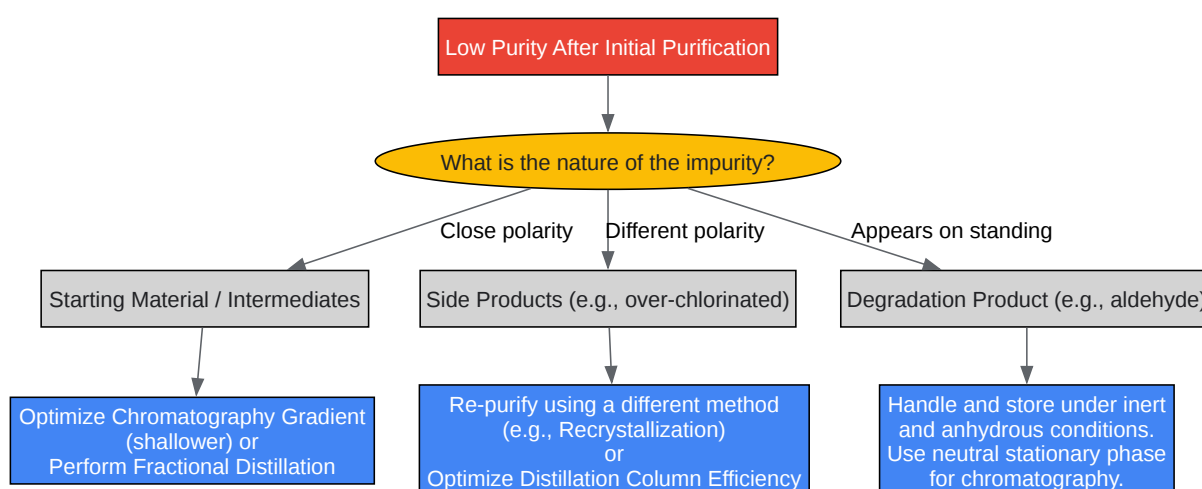 Low Purity After Initial Purification
What is the nature of the impurity?
Close polarity
Different polarity
Appears on standing
Starting Material / Intermediates
Side Products (e.g., over-chlorinated)
Degradation Product (e.g., aldehyde)
Optimize Chromatography Gradient
(shallower) or
Perform Fractional Distillation
Re-purify using a different method
(e.g., Recrystallization)
or
Optimize Distillation Column Efficiency
Handle and store under inert
and anhydrous conditions.
Use neutral stationary phase
for chromatography.